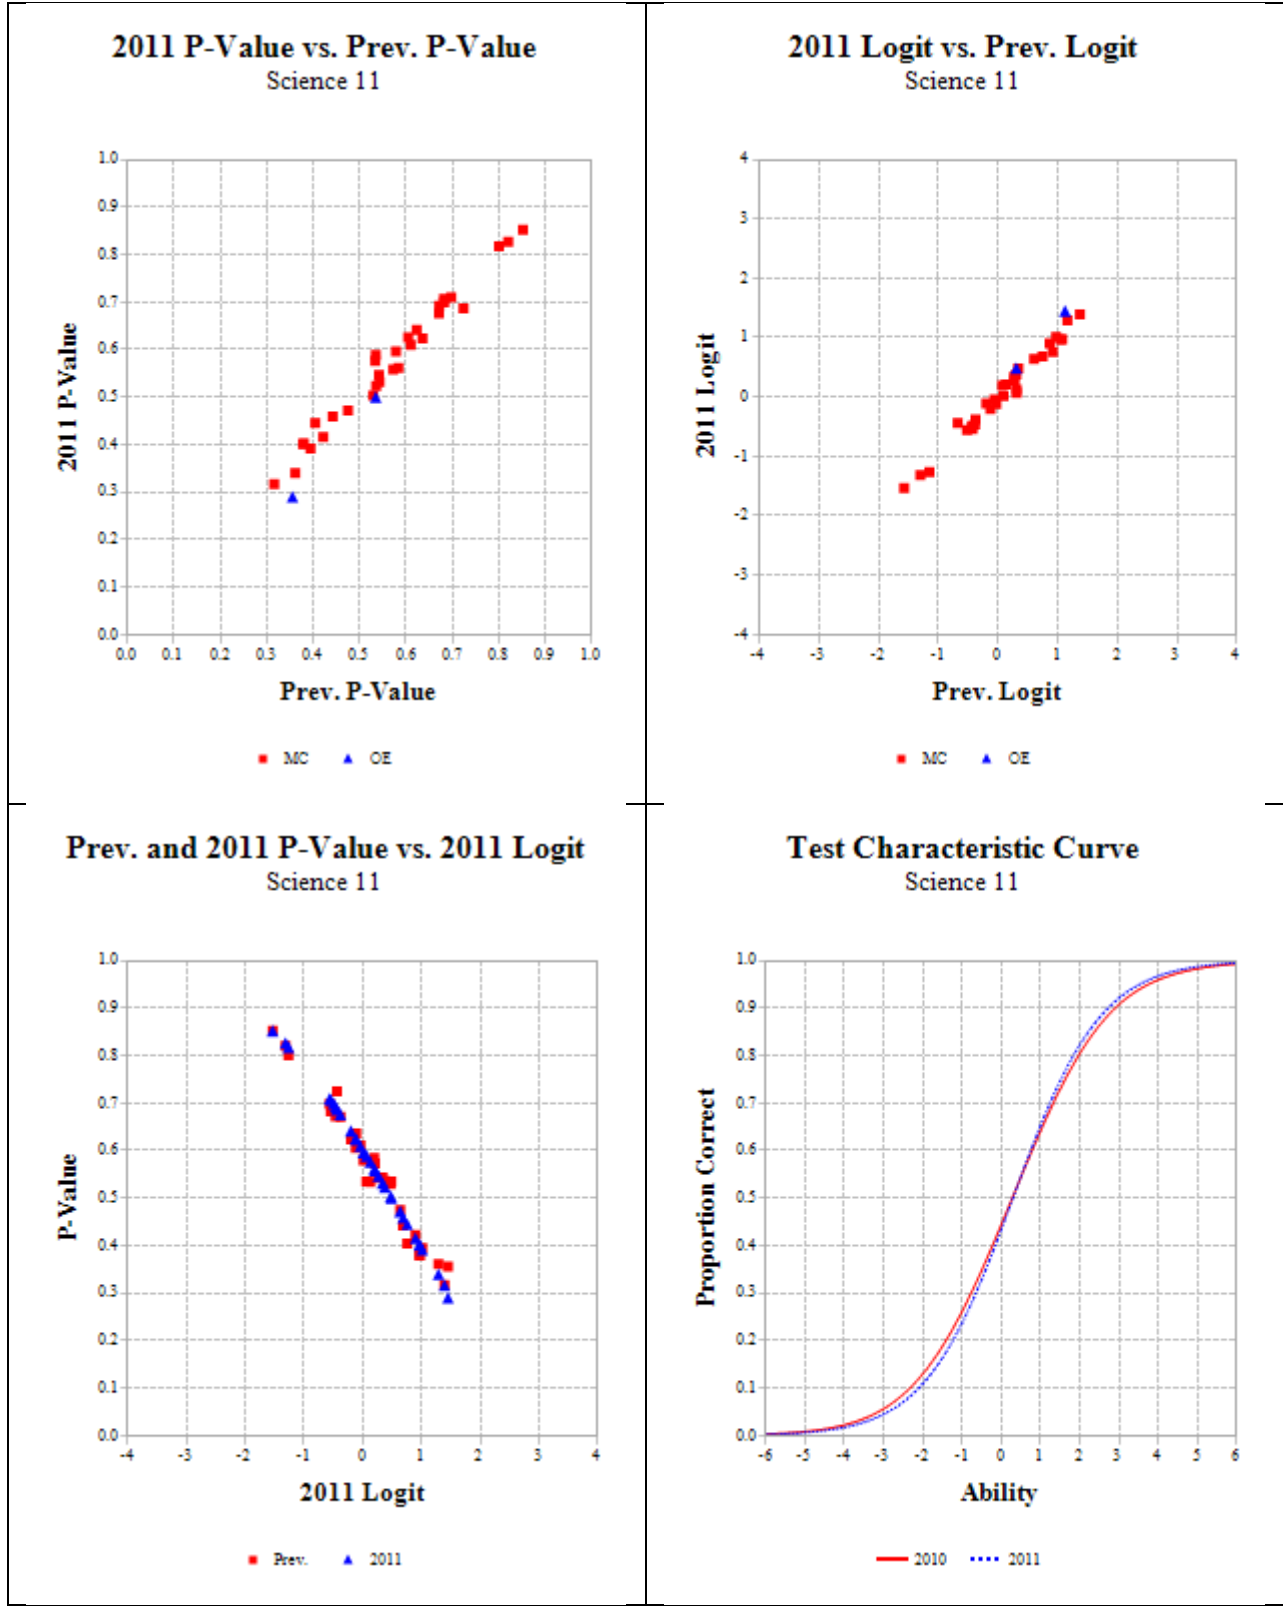 2011 P-Value vs. Prev. P-Value
Science 11
1.0
0.9
0.8
0.7
0.6
0.5
0.4
0.3
0.2
0.1
0.0
2011 P-Value
0.0 0.1 0.2 0.3 0.4 0.5 0.6 0.7 0.8 0.9 1.0
Prev. P-Value
MC OE
2011 Logit vs. Prev. Logit
Science 11
4
3
2
1
0
-1
-2
-3
-4
2011 Logit
-4 -3 -2 -1 0 1 2 3 4
Prev. Logit
MC OE
Prev. and 2011 P-Value vs. 2011 Logit
Science 11
1.0
0.9
0.8
0.7
0.6
0.5
0.4
0.3
0.2
0.1
0.0
P-Value
-4 -3 -2 -1 0 1 2 3 4
2011 Logit
Prev. 2011
Test Characteristic Curve
Science 11
1.0
0.9
0.8
0.7
0.6
0.5
0.4
0.3
0.2
0.1
0.0
Proportion Correct
-6 -5 -4 -3 -2 -1 0 1 2 3 4 5 6
Ability
2010 2011